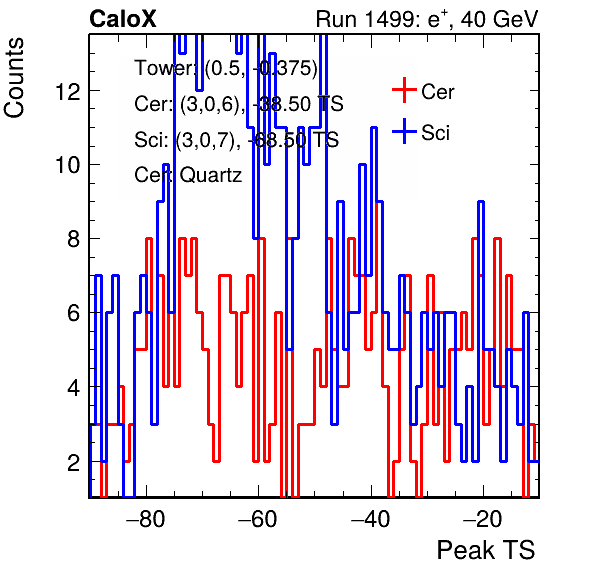 CaloX Run 1499: e+, 40 GeV
Counts
Tower: (0.5, -0.375)
Cer: (3,0,6), -38.50 TS
Sci: (3,0,7), -68.50 TS
Cer: Quartz
Cer
Sci
12
10
8
6
4
2
−80 −60 −40 −20
Peak TS